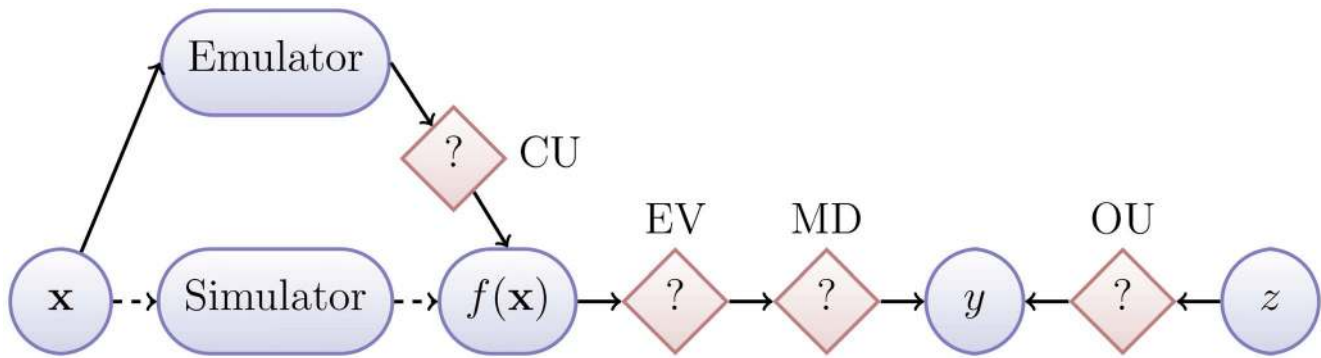 Emulator
? CU
EV MD OU
x Simulator f(x) ? ? y ? z